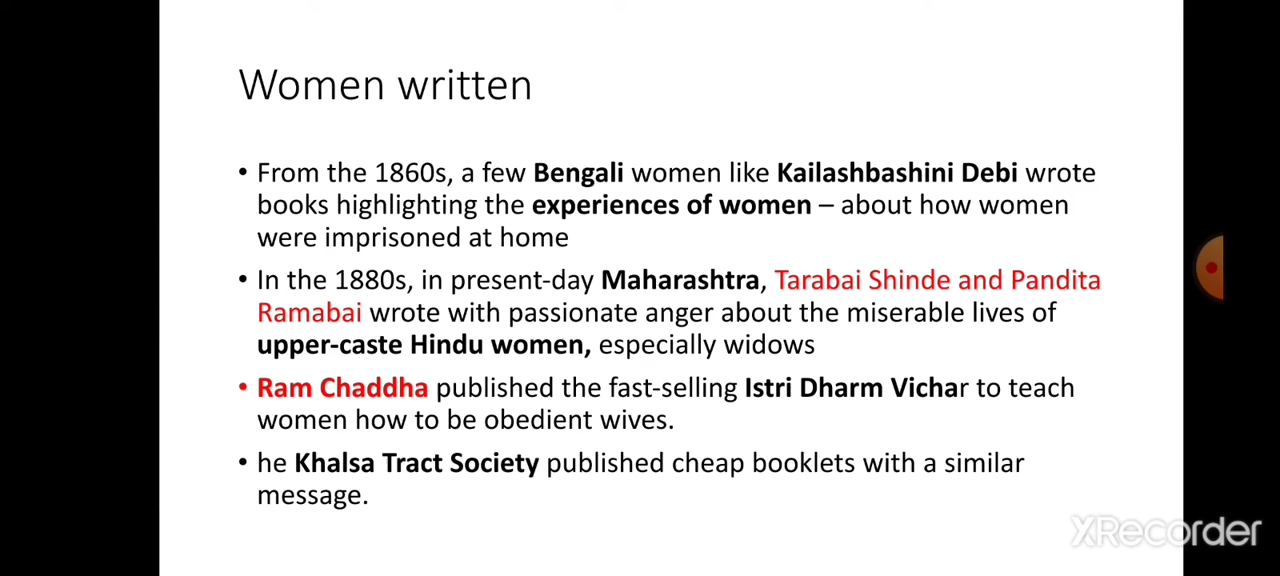 Women written
• From the 1860s, a few Bengali women like Kailashbashini Debi wrote
books highlighting the experiences of women – about how women
were imprisoned at home
• In the 1880s, in present-day Maharashtra, Tarabai Shinde and Pandita
Ramabai wrote with passionate anger about the miserable lives of
upper-caste Hindu women, especially widows
• Ram Chaddha published the fast-selling Istri Dharm Vichar to teach
women how to be obedient wives.
• he Khalsa Tract Society published cheap booklets with a similar
message.
XRecorder